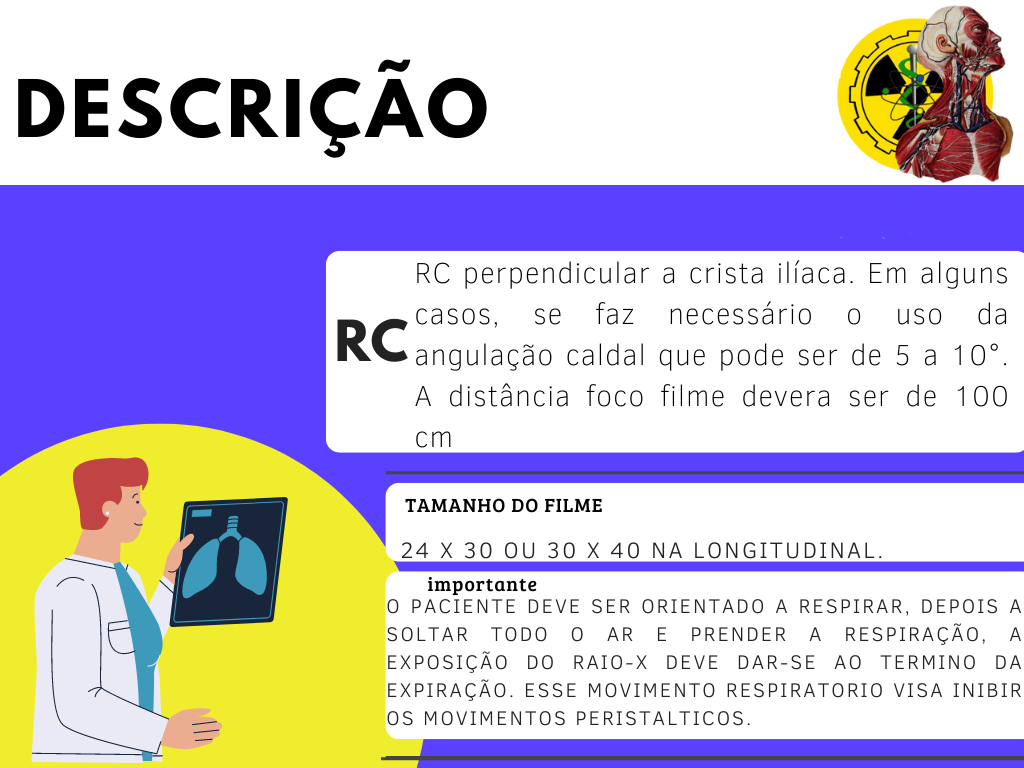 DESCRIÇÃO
RC
RC perpendicular a crista ilíaca. Em alguns
casos, se faz necessário o uso da
angulação caldal que pode ser de 5 a 10°.
A distância foco filme devera ser de 100
cm
TAMANHO DO FILME
24 X 30 OU 30 X 40 NA LONGITUDINAL.
importante
O PACIENTE DEVE SER ORIENTADO A RESPIRAR, DEPOIS A
SOLTAR TODO O AR E PRENDER A RESPIRAÇÃO, A
EXPOSIÇÃO DO RAIO-X DEVE DAR-SE AO TERMINO DA
EXPIRAÇÃO. ESSE MOVIMENTO RESPIRATORIO VISA INIBIR
OS MOVIMENTOS PERISTALTICOS.